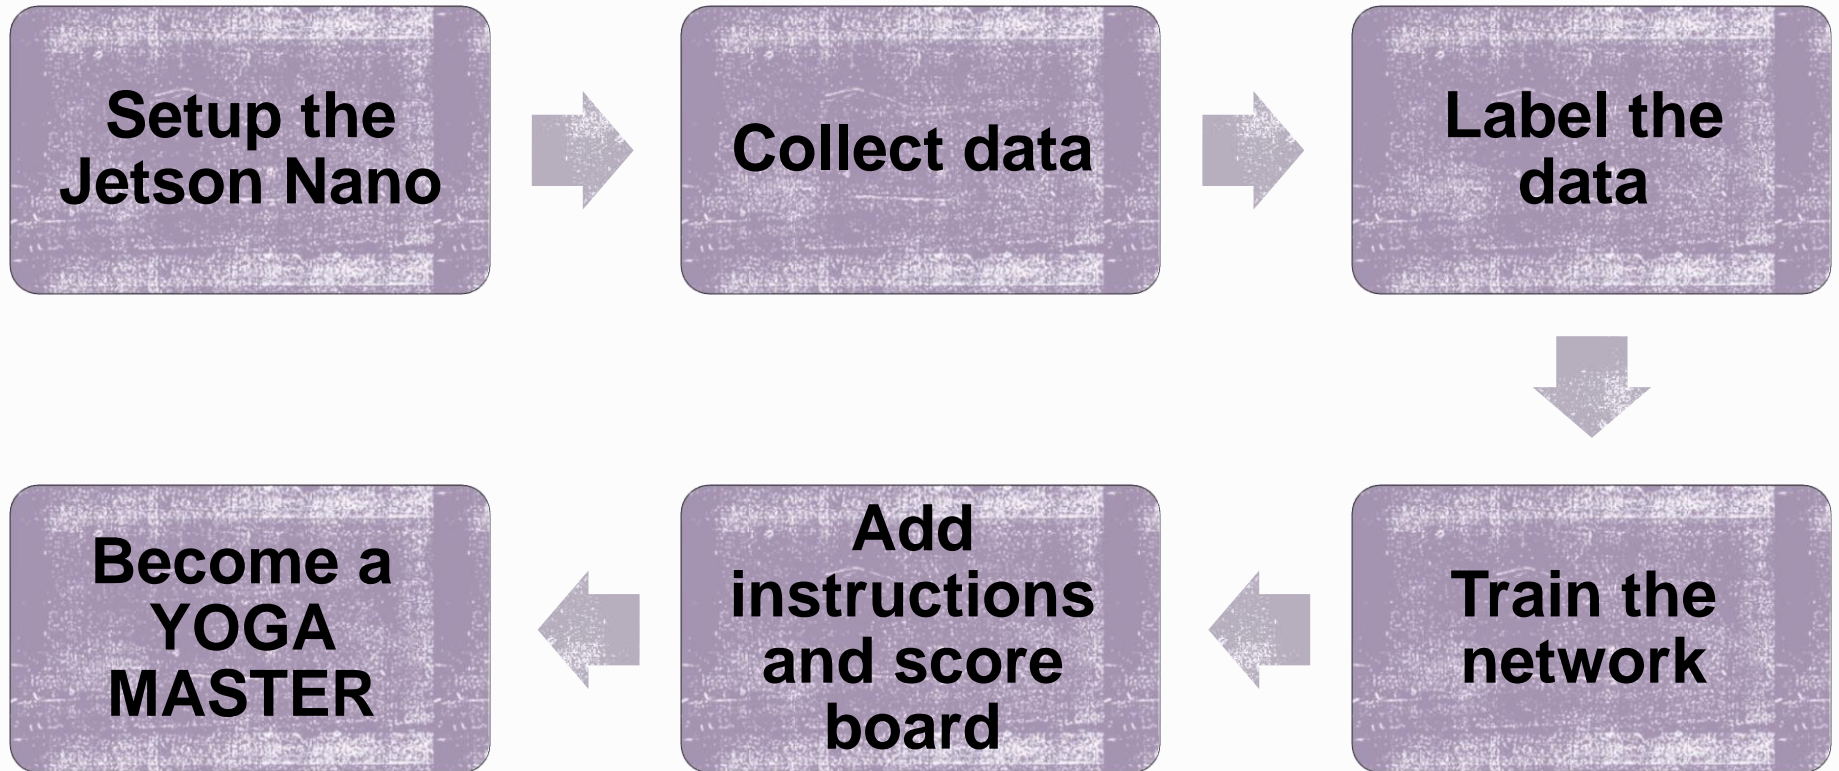 Setup the
Jetson Nano
Collect data
Label the
data
Train the
network
Add
instructions
and score
board
Become a
YOGA
MASTER